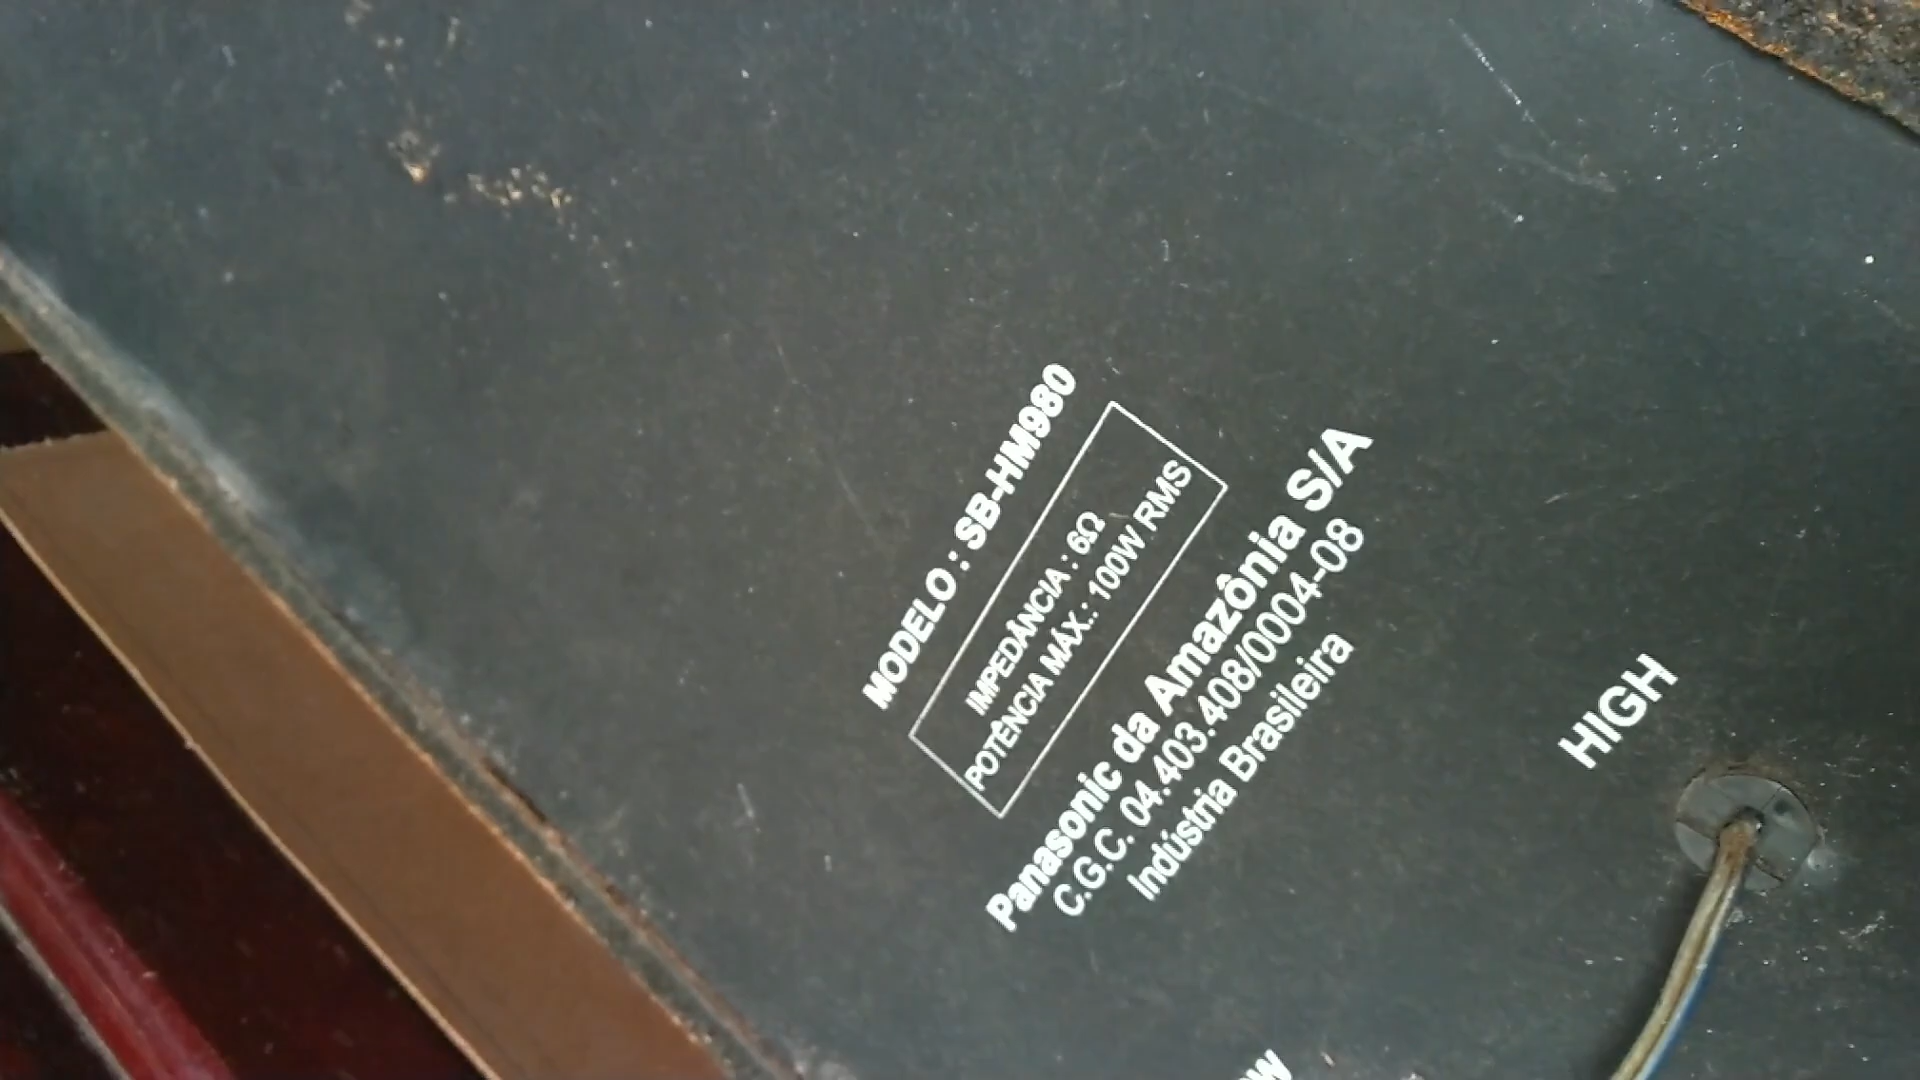 MODELO : SB-HM980
IMPEDÂNCIA : 6Ω
POTÊNCIA MÁX.: 100W RMS
Panasonic da Amazônia S/A
C.G.C. 04.403.408/0004-08
Indústria Brasileira
HIGH